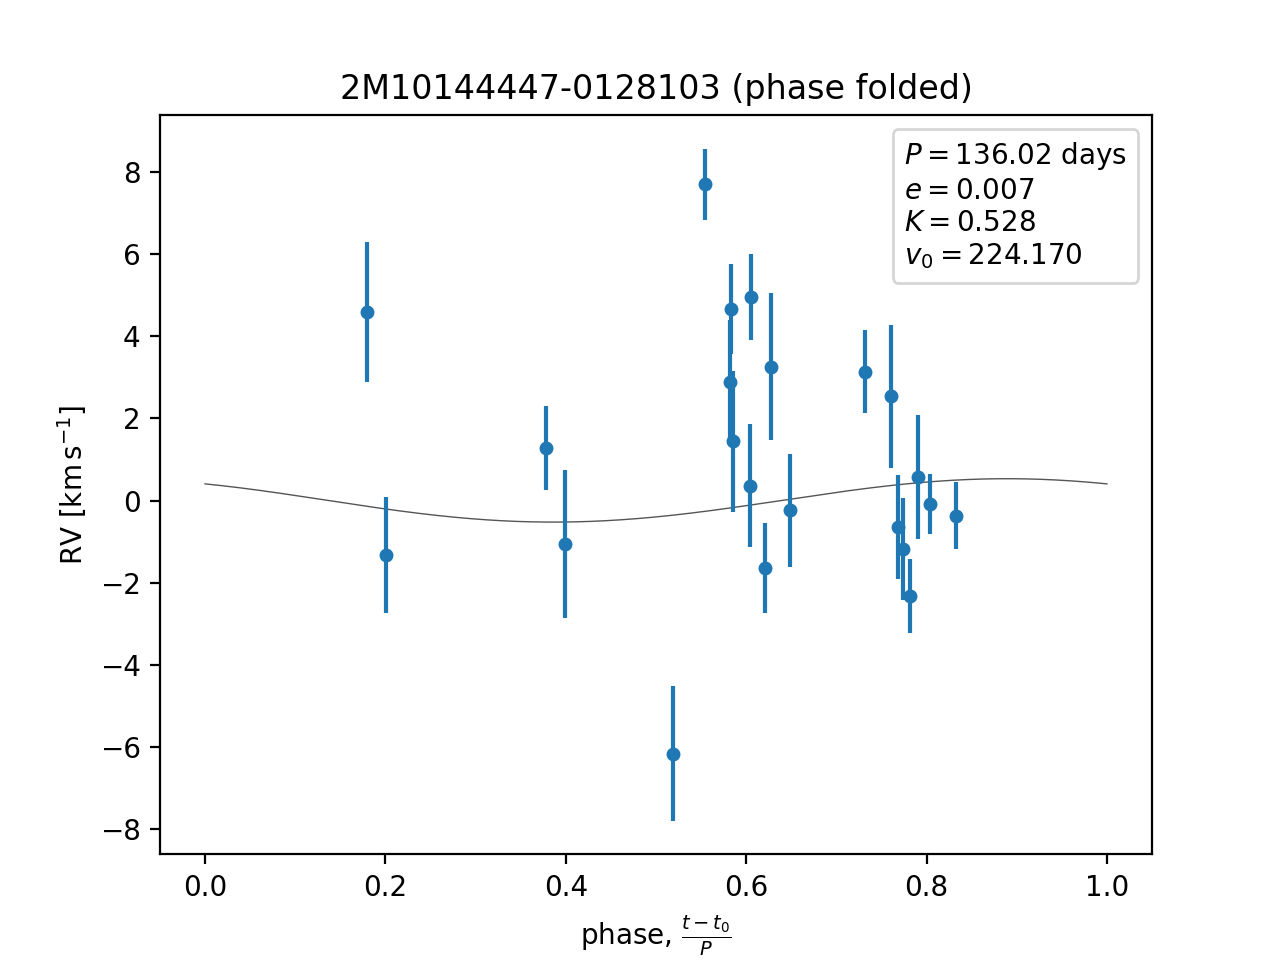 2M10144447-0128103 (phase folded)
P = 136.02 days
e = 0.007
K = 0.528
v₀ = 224.170
RV [km s⁻¹]
8
6
4
2
0
−2
−4
−6
−8
0.0 0.2 0.4 0.6 0.8 1.0
phase, (t − t₀)/P